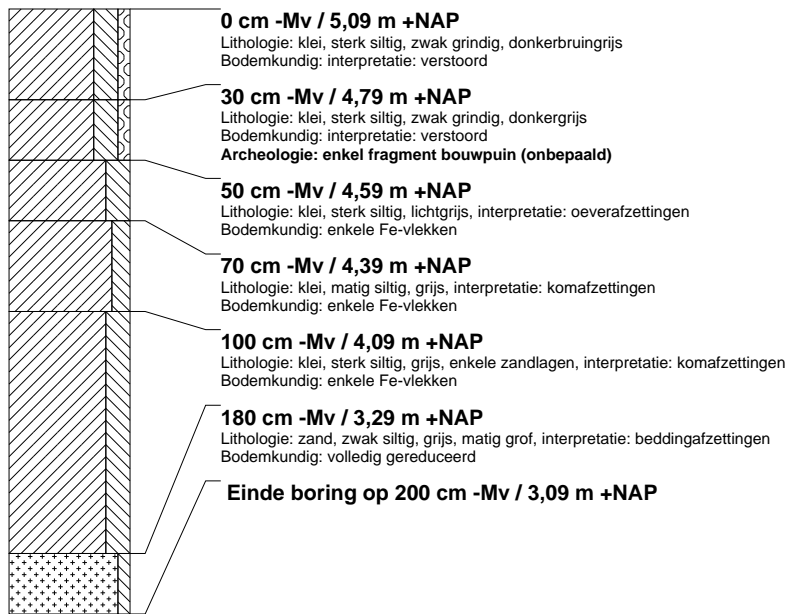 0 cm -Mv / 5,09 m +NAP
Lithologie: klei, sterk siltig, zwak grindig, donkerbruingrijs
Bodemkundig: interpretatie: verstoord
30 cm -Mv / 4,79 m +NAP
Lithologie: klei, sterk siltig, zwak grindig, donkergrijs
Bodemkundig: interpretatie: verstoord
Archeologie: enkel fragment bouwpuin (onbepaald)
50 cm -Mv / 4,59 m +NAP
Lithologie: klei, sterk siltig, lichtgrijs, interpretatie: oeverafzettingen
Bodemkundig: enkele Fe-vlekken
70 cm -Mv / 4,39 m +NAP
Lithologie: klei, matig siltig, grijs, interpretatie: komafzettingen
Bodemkundig: enkele Fe-vlekken
100 cm -Mv / 4,09 m +NAP
Lithologie: klei, sterk siltig, grijs, enkele zandlagen, interpretatie: komafzettingen
Bodemkundig: enkele Fe-vlekken
180 cm -Mv / 3,29 m +NAP
Lithologie: zand, zwak siltig, grijs, matig grof, interpretatie: beddingafzettingen
Bodemkundig: volledig gereduceerd
Einde boring op 200 cm -Mv / 3,09 m +NAP